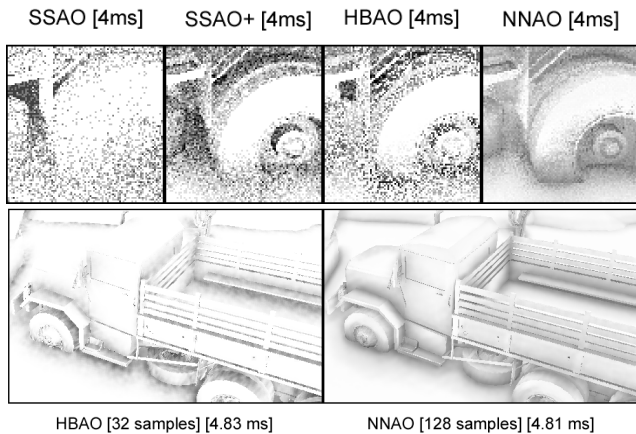 SSAO [4ms] SSAO+ [4ms] HBAO [4ms] NNAO [4ms]
HBAO [32 samples] [4.83 ms] NNAO [128 samples] [4.81 ms]